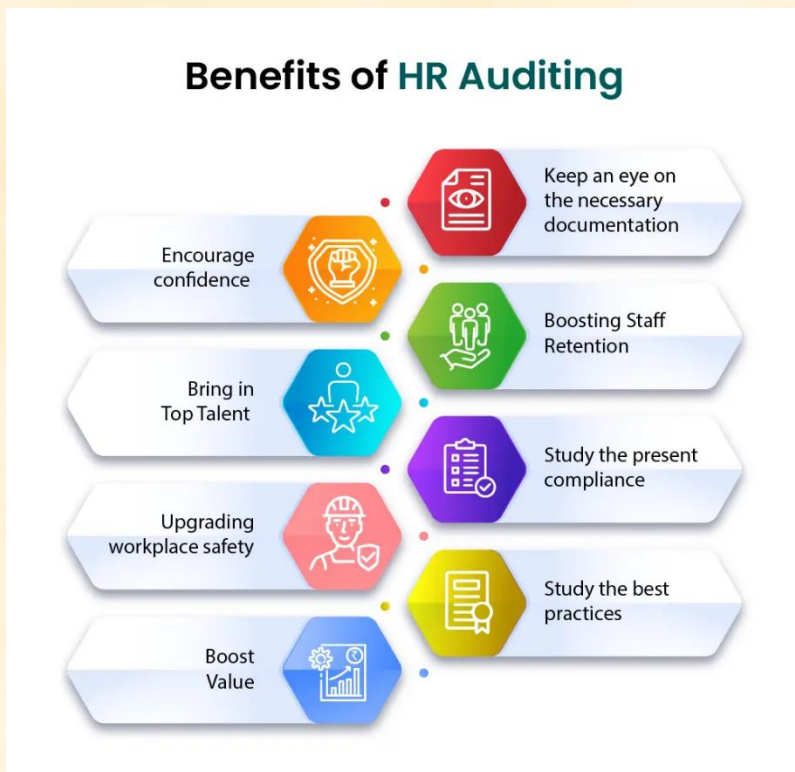 Benefits of HR Auditing
Keep an eye on
the necessary
documentation
Encourage
confidence
Boosting Staff
Retention
Bring in
Top Talent
Study the present
compliance
Upgrading
workplace safety
Study the best
practices
Boost
Value
₹